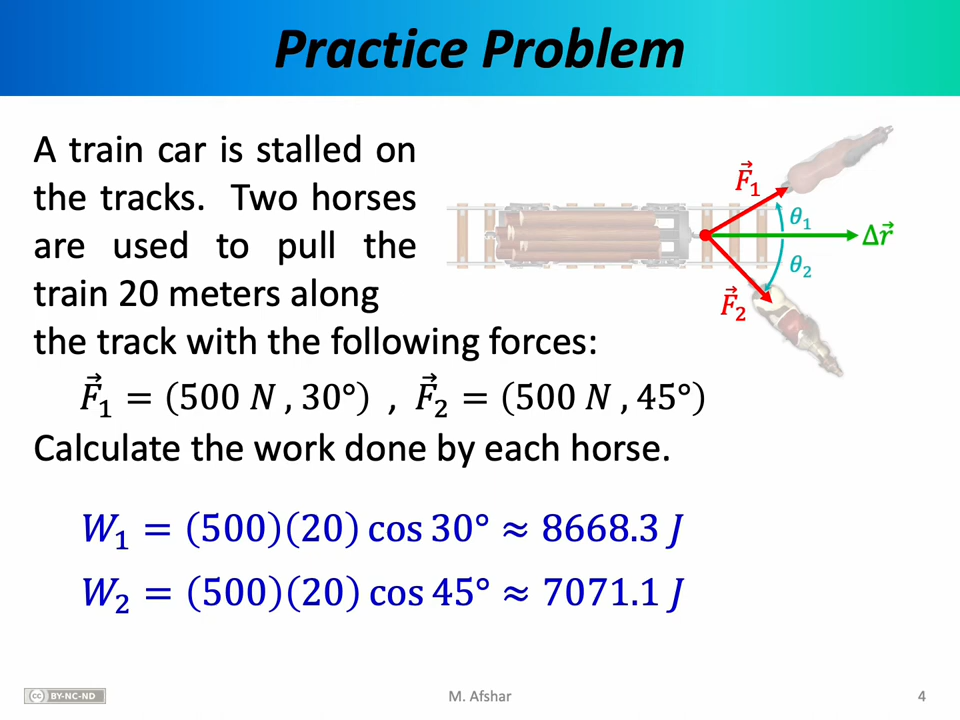 Practice Problem
A train car is stalled on
the tracks. Two horses
are used to pull the
train 20 meters along
the track with the following forces:
F⃗₁ = (500 N , 30°) , F⃗₂ = (500 N , 45°)
Calculate the work done by each horse.
F⃗₁
θ₁
Δr⃗
θ₂
F⃗₂
W₁ = (500)(20) cos 30° ≈ 8668.3 J
W₂ = (500)(20) cos 45° ≈ 7071.1 J
cc BY-NC-ND
M. Afshar
4